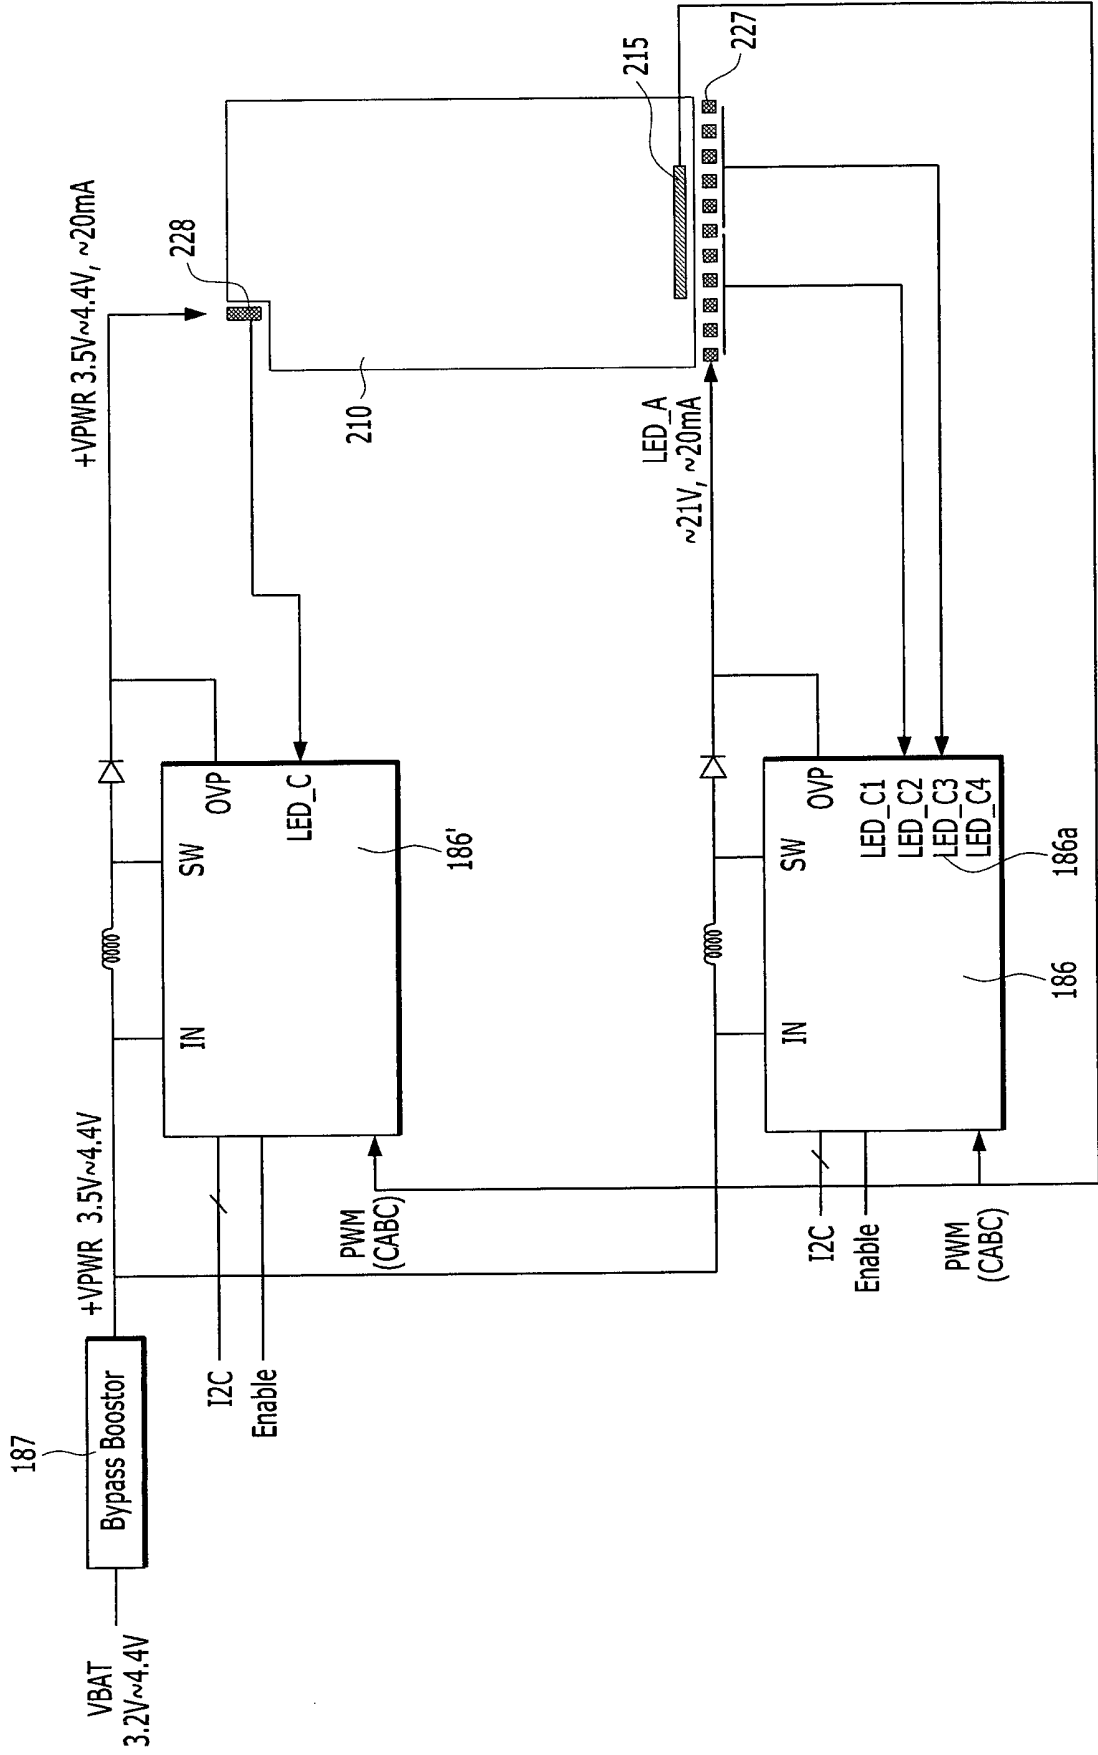 VBAT
3.2V~4.4V
187
Bypass Boostor
+VPWR 3.5V~4.4V
I2C
Enable
PWM
(CABC)
IN
SW
OVP
LED_C
186'
+VPWR 3.5V~4.4V, ~20mA
228
210
215
227
LED_A
~21V, ~20mA
I2C
Enable
PWM
(CABC)
IN
SW
OVP
LED_C1
LED_C2
LED_C3
LED_C4
186
186a